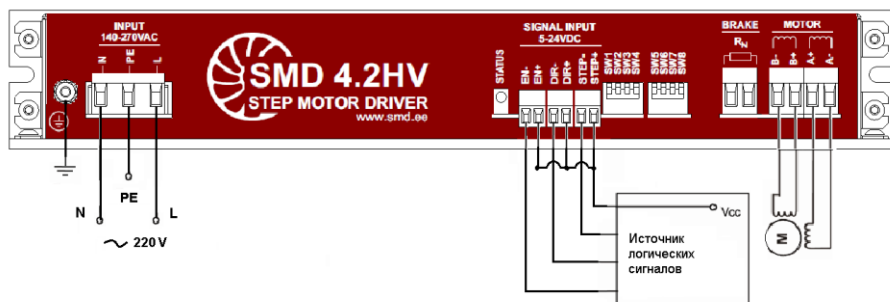 INPUT
140-270VAC
N
PE
L
SMD 4.2HV
STEP MOTOR DRIVER
www.smd.ee
STATUS
SIGNAL INPUT
5-24VDC
EN-
EN+
DIR-
DIR+
STEP-
STEP+
SW1
SW2
SW3
SW4
SW5
SW6
SW7
SW8
BRAKE
RN
MOTOR
B-
B+
A+
A-
N
PE
L
~ 220 V
Vcc
Источник
логических
сигналов
M